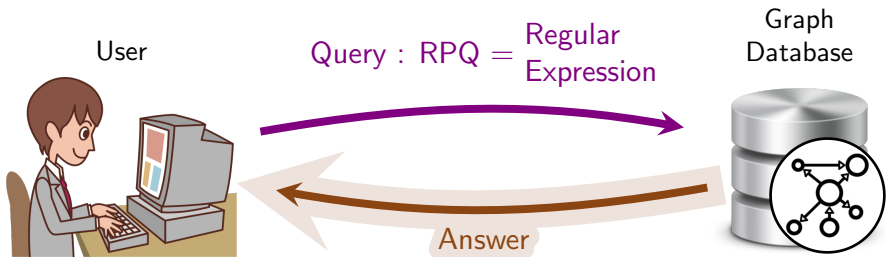 User
Query : RPQ = Regular
Expression
Graph
Database
Answer